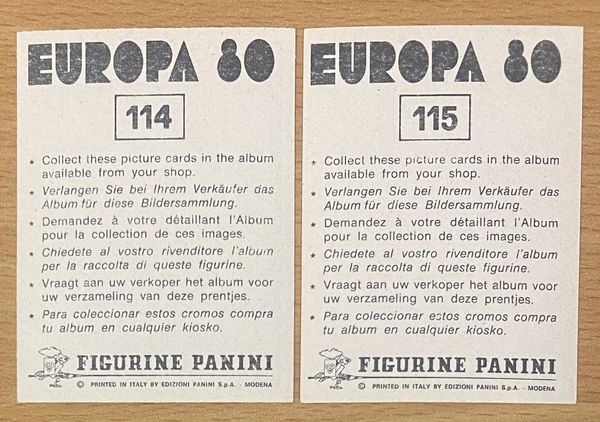 EUROPA 80
114
* Collect these picture cards in the album
available from your shop.
* Verlangen Sie bei Ihrem Verkäufer das
Album für diese Bildersammlung.
* Demandez à votre détaillant l'Album
pour la collection de ces images.
* Chiedete al vostro rivenditore l'album
per la raccolta di queste figurine.
* Vraagt aan uw verkoper het album voor
uw verzameling van deze prentjes.
* Para coleccionar estos cromos compra
tu album en cualquier kiosko.
FIGURINE PANINI
© PRINTED IN ITALY BY EDIZIONI PANINI S.p.A. - MODENA
EUROPA 80
115
* Collect these picture cards in the album
available from your shop.
* Verlangen Sie bei Ihrem Verkäufer das
Album für diese Bildersammlung.
* Demandez à votre détaillant l'Album
pour la collection de ces images.
* Chiedete al vostro rivenditore l'album
per la raccolta di queste figurine.
* Vraagt aan uw verkoper het album voor
uw verzameling van deze prentjes.
* Para coleccionar estos cromos compra
tu album en cualquier kiosko.
FIGURINE PANINI
© PRINTED IN ITALY BY EDIZIONI PANINI S.p.A. - MODENA